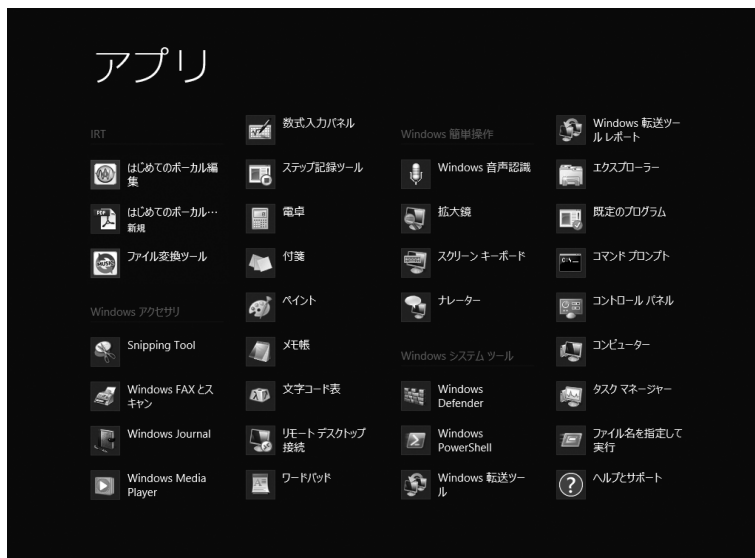 アプリ
IRT
はじめてのボーカル編
集
はじめてのボーカル…
新規
ファイル変換ツール
Windows アクセサリ
Snipping Tool
Windows FAX とス
キャン
Windows Journal
Windows Media
Player
数式入力パネル
ステップ記録ツール
電卓
付箋
ペイント
メモ帳
文字コード表
リモート デスクトップ
接続
ワードパッド
Windows 簡単操作
Windows 音声認識
拡大鏡
スクリーン キーボード
ナレーター
Windows システム ツール
Windows
Defender
Windows
PowerShell
Windows 転送ツー
ル
Windows 転送ツー
ル レポート
エクスプローラー
既定のプログラム
コマンド プロンプト
コントロール パネル
コンピューター
タスク マネージャー
ファイル名を指定して
実行
ヘルプとサポート